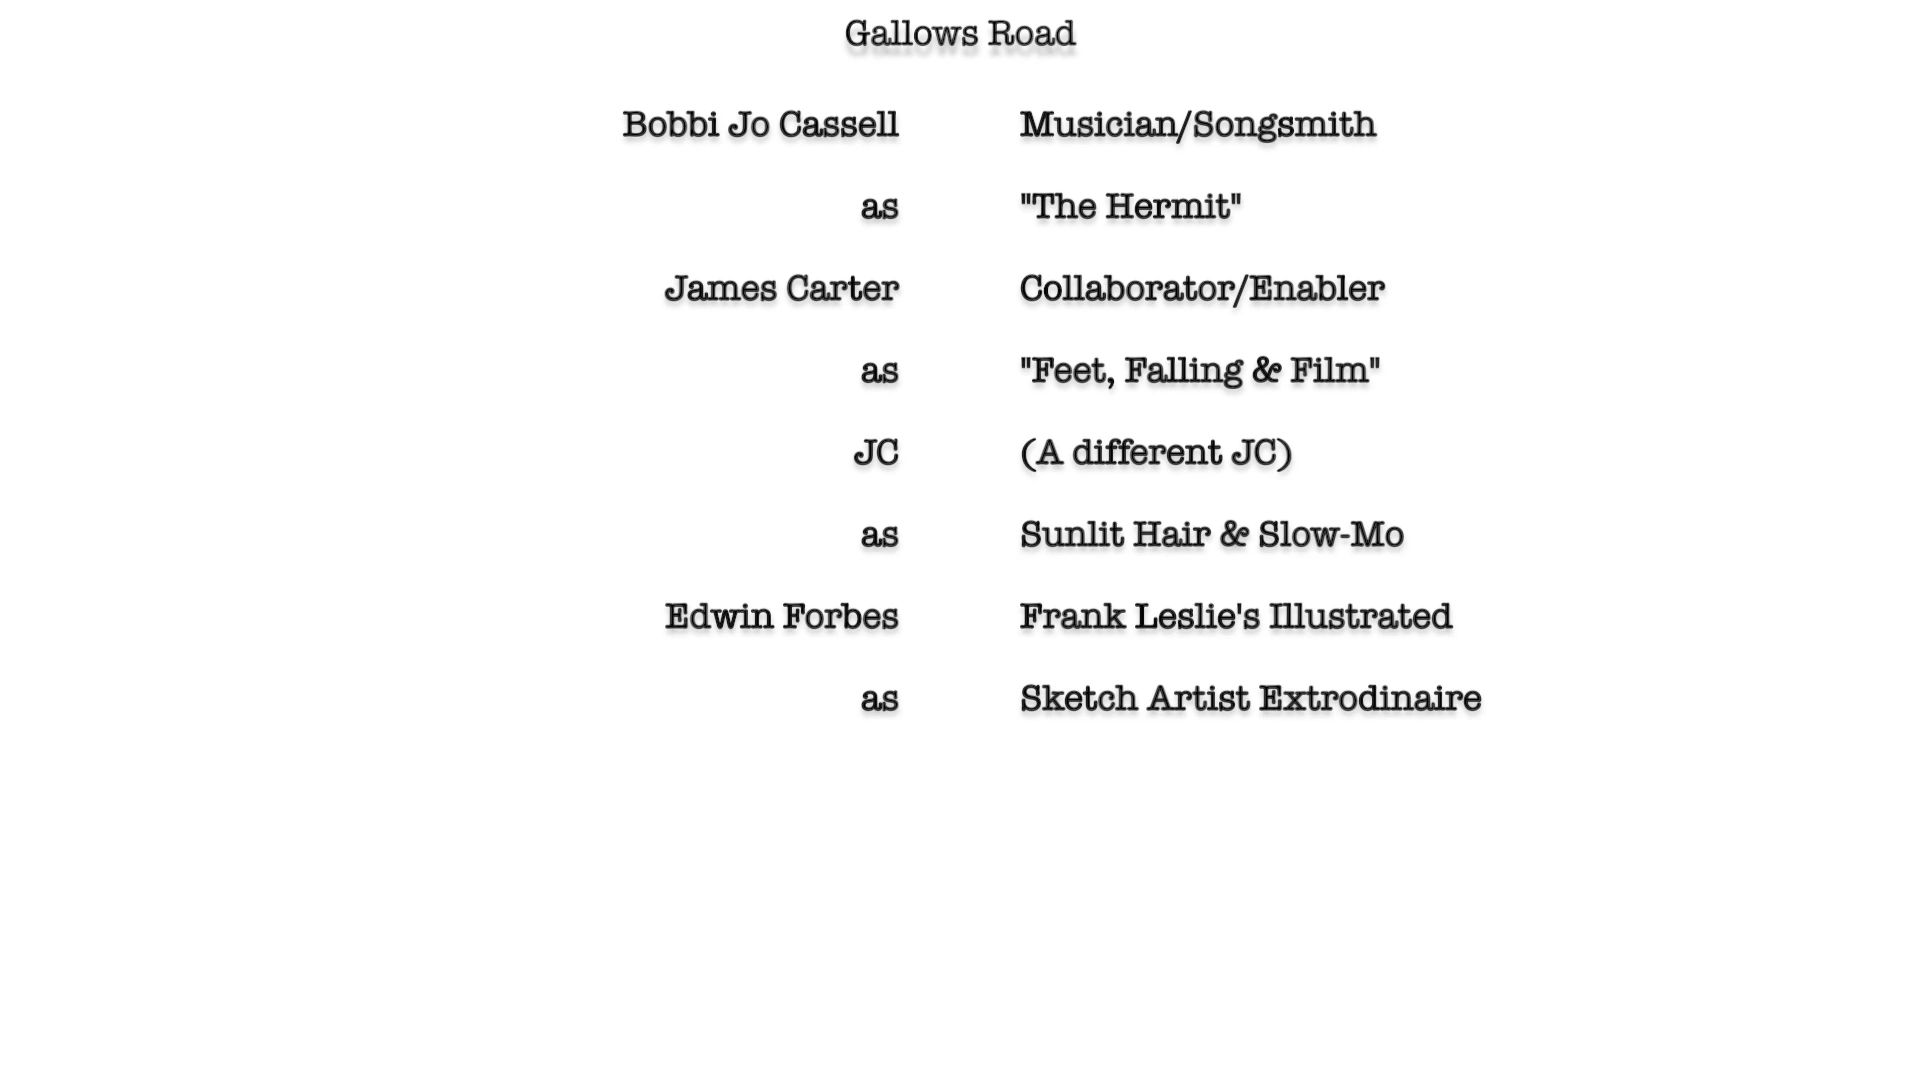 Gallows Road
Bobbi Jo Cassell Musician/Songsmith
as "The Hermit"
James Carter Collaborator/Enabler
as "Feet, Falling & Film"
JC (A different JC)
as Sunlit Hair & Slow-Mo
Edwin Forbes Frank Leslie's Illustrated
as Sketch Artist Extrodinaire